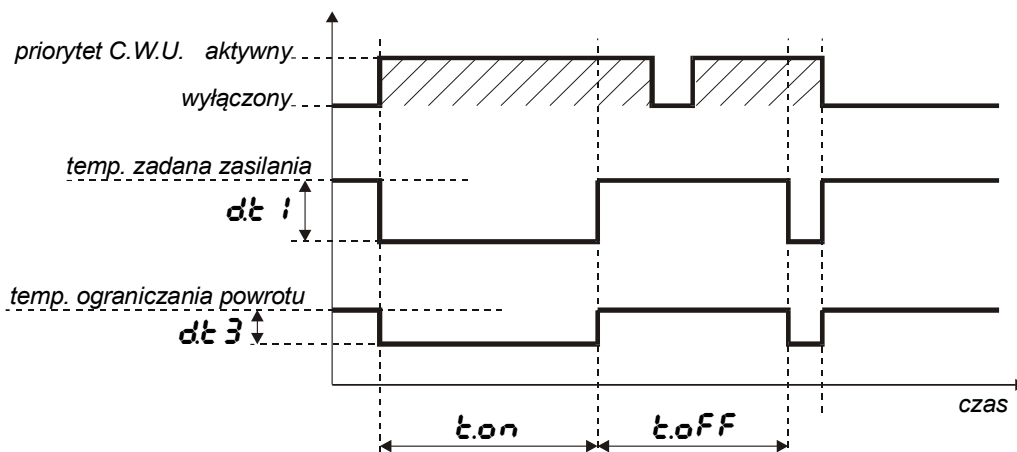 priorytet C.W.U. aktywny
wyłączony
temp. zadana zasilania
d.t 1
temp. ograniczania powrotu
d.t 3
czas
t.on
t.oFF